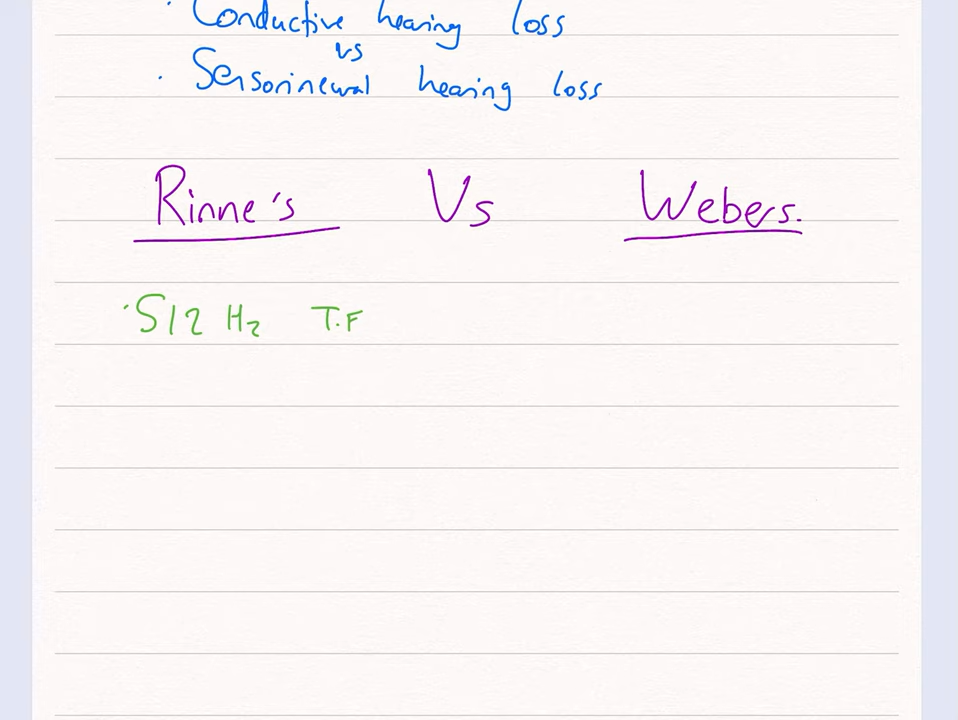 · Conductive hearing loss
vs
· Sensorineural hearing loss
Rinne's Vs Webers.
· 512 Hz T.F